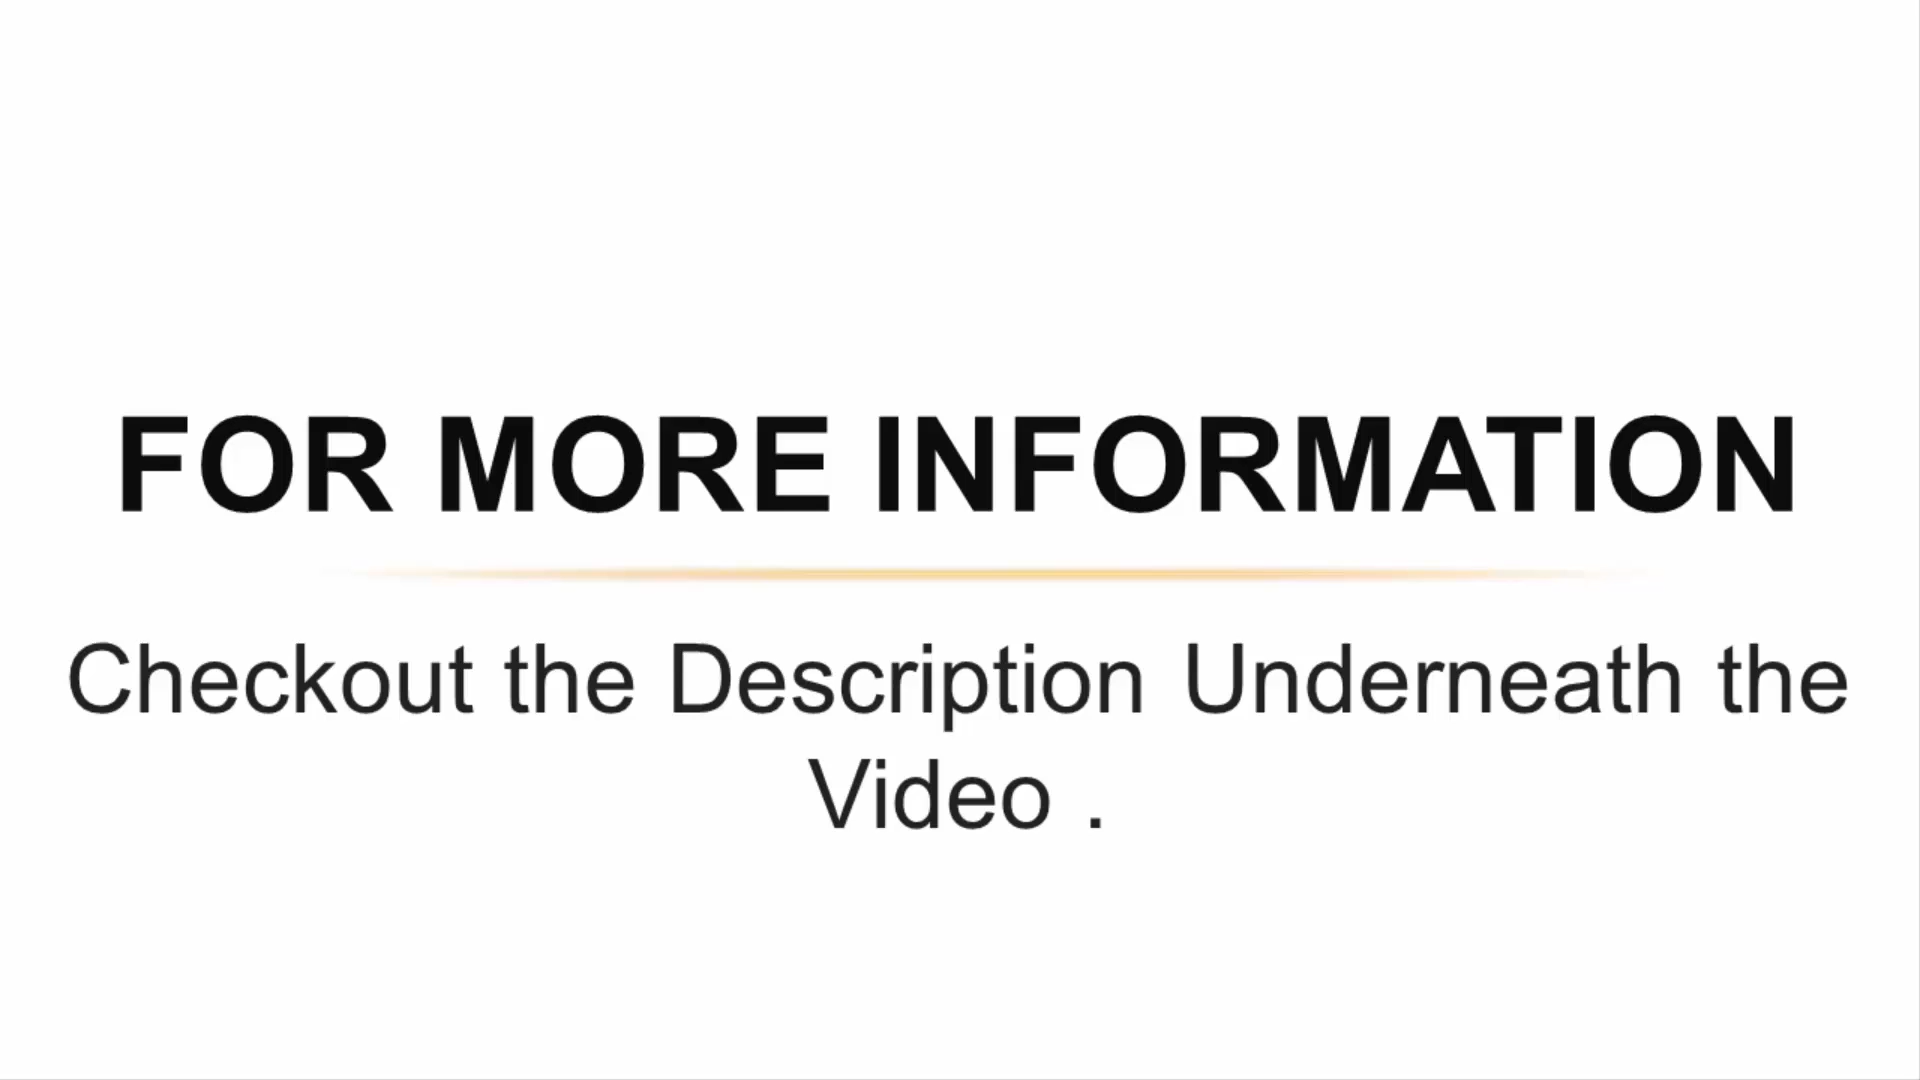 FOR MORE INFORMATION
Checkout the Description Underneath the
Video .